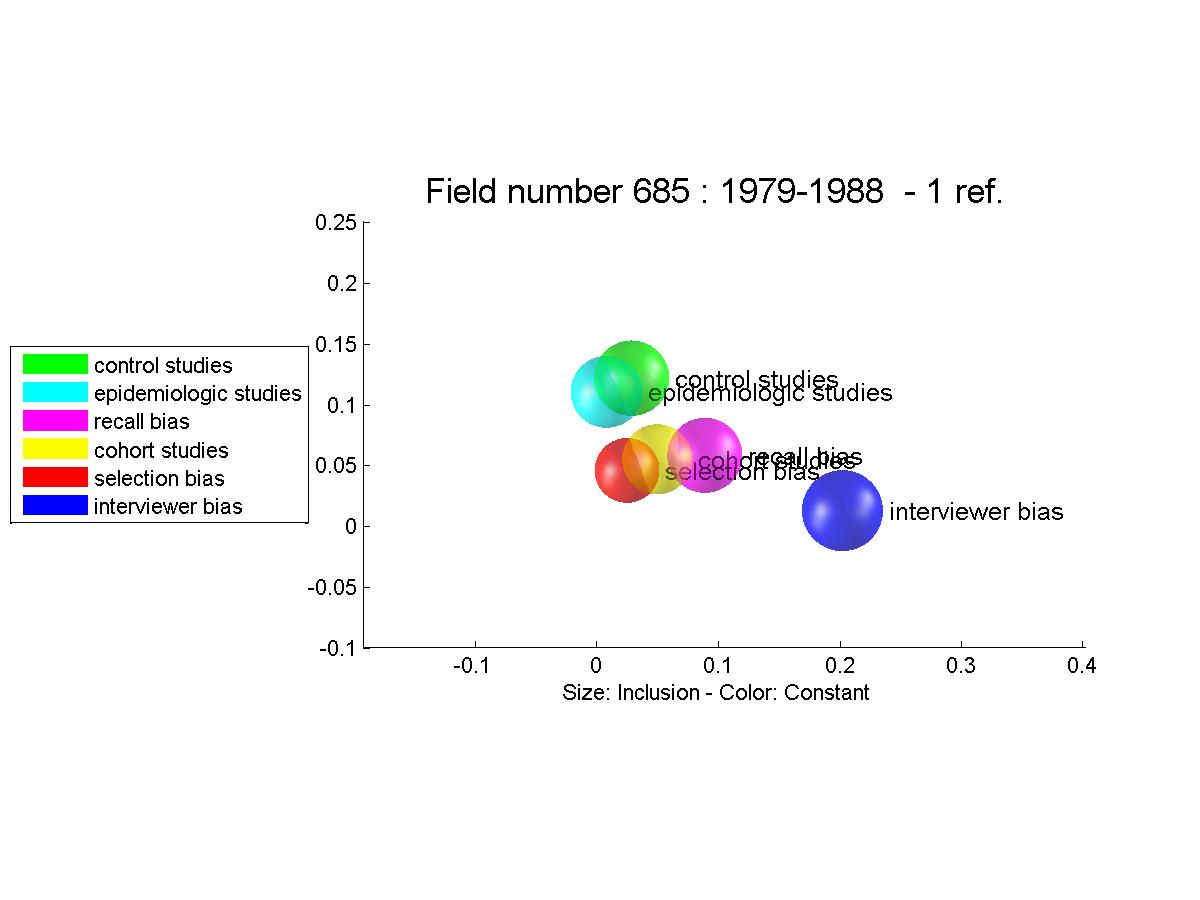 Field number 685 : 1979-1988 - 1 ref.
0.25
0.2
0.15
0.1
0.05
0
-0.05
-0.1
control studies
epidemiologic studies
recall bias
cohort studies
selection bias
interviewer bias
control studies
epidemiologic studies
recall bias
cohort studies
selection bias
interviewer bias
-0.1 0 0.1 0.2 0.3 0.4
Size: Inclusion - Color: Constant